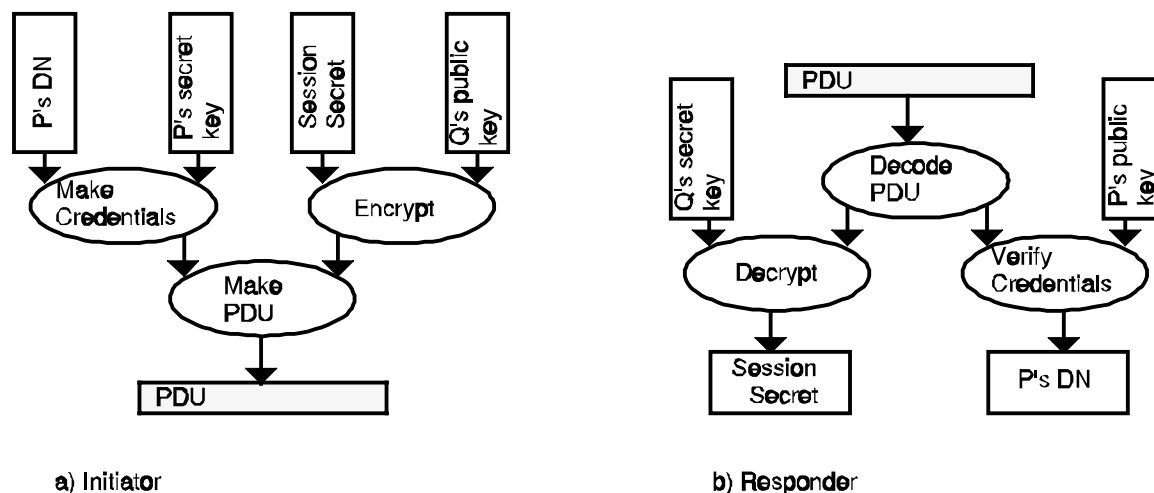 P's DN
P's secret
key
Session
Secret
Q's public
key
Make
Credentials
Encrypt
Make
PDU
PDU
a) Initiator
PDU
Q's secret
key
Decode
PDU
P's public
key
Decrypt
Verify
Credentials
Session
Secret
P's DN
b) Responder